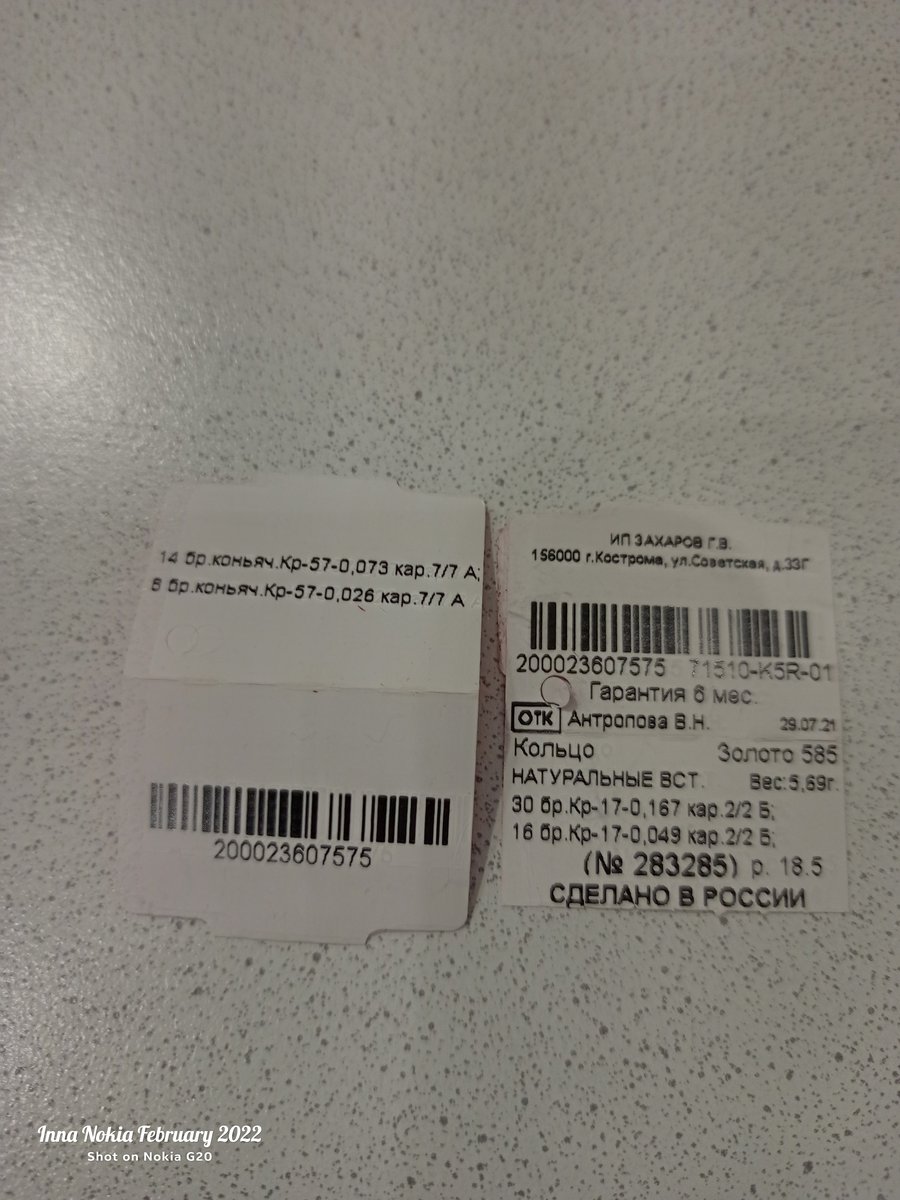 14 бр.коньяч.Кр-57-0,073 кар.7/7 А;
8 бр.коньяч.Кр-57-0,026 кар.7/7 А
200023607575
ИП ЗАХАРОВ Г.В.
156000 г.Кострома, ул.Советская, д.33Г
200023607575 71510-K5R-01
Гарантия 6 мес.
ОТК Антропова В.Н. 29.07.21
Кольцо Золото 585
НАТУРАЛЬНЫЕ ВСТ. Вес:5,69г.
30 бр.Кр-17-0,167 кар.2/2 Б;
16 бр.Кр-17-0,049 кар.2/2 Б;
(№ 283285) р. 18.5
СДЕЛАНО В РОССИИ
Inna Nokia February 2022
Shot on Nokia G20